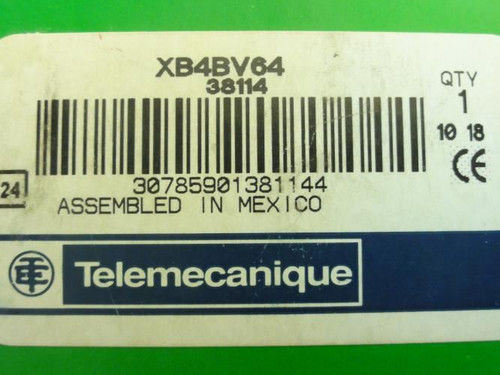 XB4BV64
38114
QTY
1
10 18
CE
30785901381144
24
ASSEMBLED IN MEXICO
Telemecanique